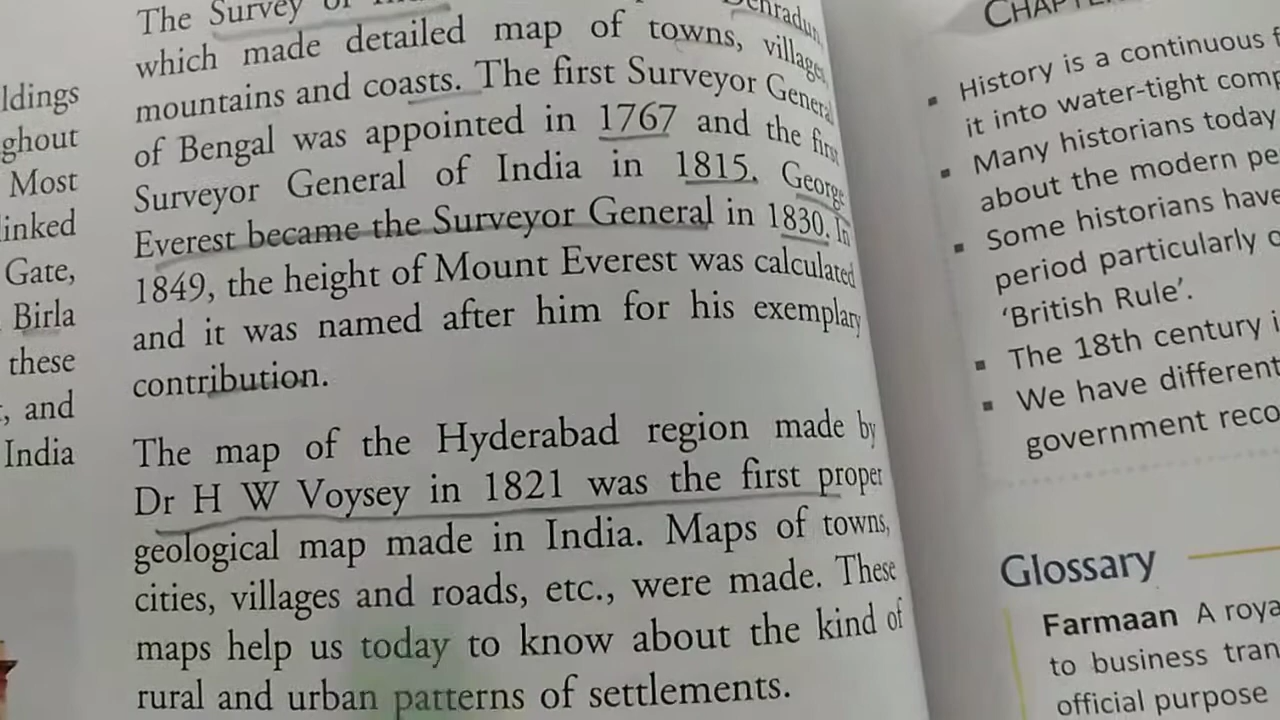 ldings
ghout
Most
linked
Gate,
Birla
these
, and
India
The Survey of
which made detailed map of towns, villages,
mountains and coasts. The first Surveyor General
of Bengal was appointed in 1767 and the first
Surveyor General of India in 1815. George
Everest became the Surveyor General in 1830. In
1849, the height of Mount Everest was calculated
and it was named after him for his exemplary
contribution.
The map of the Hyderabad region made by
Dr H W Voysey in 1821 was the first proper
geological map made in India. Maps of towns,
cities, villages and roads, etc., were made. These
maps help us today to know about the kind of
rural and urban patterns of settlements.
▪ History is a continuous
it into water-tight comp
▪ Many historians today
about the modern pe
▪ Some historians have
period particularly
‘British Rule’.
▪ The 18th century i
▪ We have different
government reco
Glossary
Farmaan A roya
to business tran
official purpose